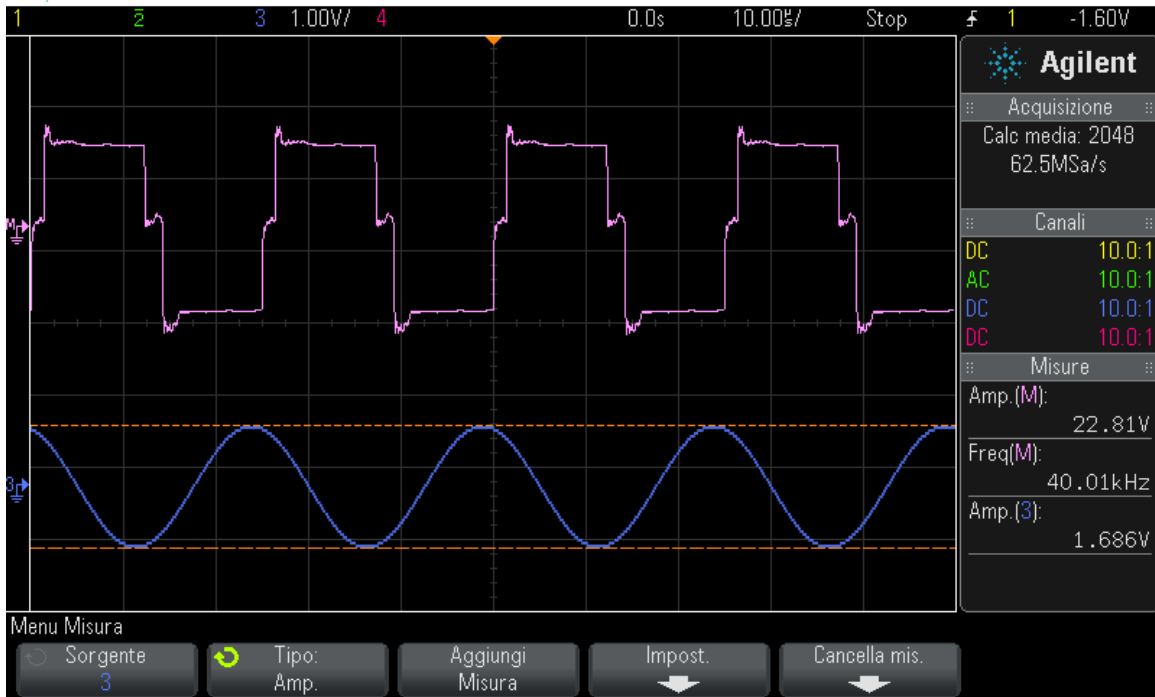 1 2 3 1.00V/ 4 0.0s 10.00µs/ Stop 1 -1.60V
Agilent
Acquisizione
Calc media: 2048
62.5MSa/s
Canali
DC 10.0:1
AC 10.0:1
DC 10.0:1
DC 10.0:1
Misure
Amp.(M):
22.81V
Freq(M):
40.01kHz
Amp.(3):
1.686V
M
3
Menu Misura
Sorgente
3
Tipo:
Amp.
Aggiungi
Misura
Impost.
Cancella mis.